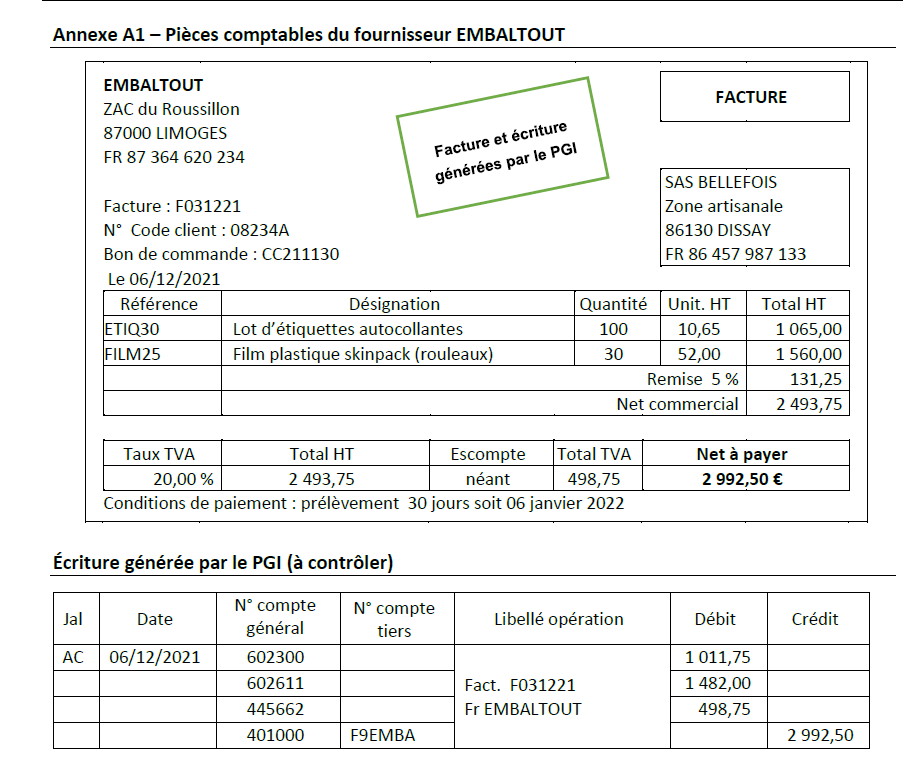 Annexe A1 – Pièces comptables du fournisseur EMBALTOUT
EMBALTOUT
ZAC du Roussillon
87000 LIMOGES
FR 87 364 620 234
Facture et écriture
générées par le PGI
FACTURE
SAS BELLEFOIS
Zone artisanale
86130 DISSAY
FR 86 457 987 133
Facture : F031221
N° Code client : 08234A
Bon de commande : CC211130
Le 06/12/2021
Référence Désignation Quantité Unit. HT Total HT
ETIQ30 Lot d’étiquettes autocollantes 100 10,65 1 065,00
FILM25 Film plastique skinpack (rouleaux) 30 52,00 1 560,00
Remise 5 % 131,25
Net commercial 2 493,75
Taux TVA Total HT Escompte Total TVA Net à payer
20,00 % 2 493,75 néant 498,75 2 992,50 €
Conditions de paiement : prélèvement 30 jours soit 06 janvier 2022
Écriture générée par le PGI (à contrôler)
Jal Date N° compte général N° compte tiers Libellé opération Débit Crédit
AC 06/12/2021 602300 1 011,75
602611 Fact. F031221 1 482,00
445662 Fr EMBALTOUT 498,75
401000 F9EMBA 2 992,50